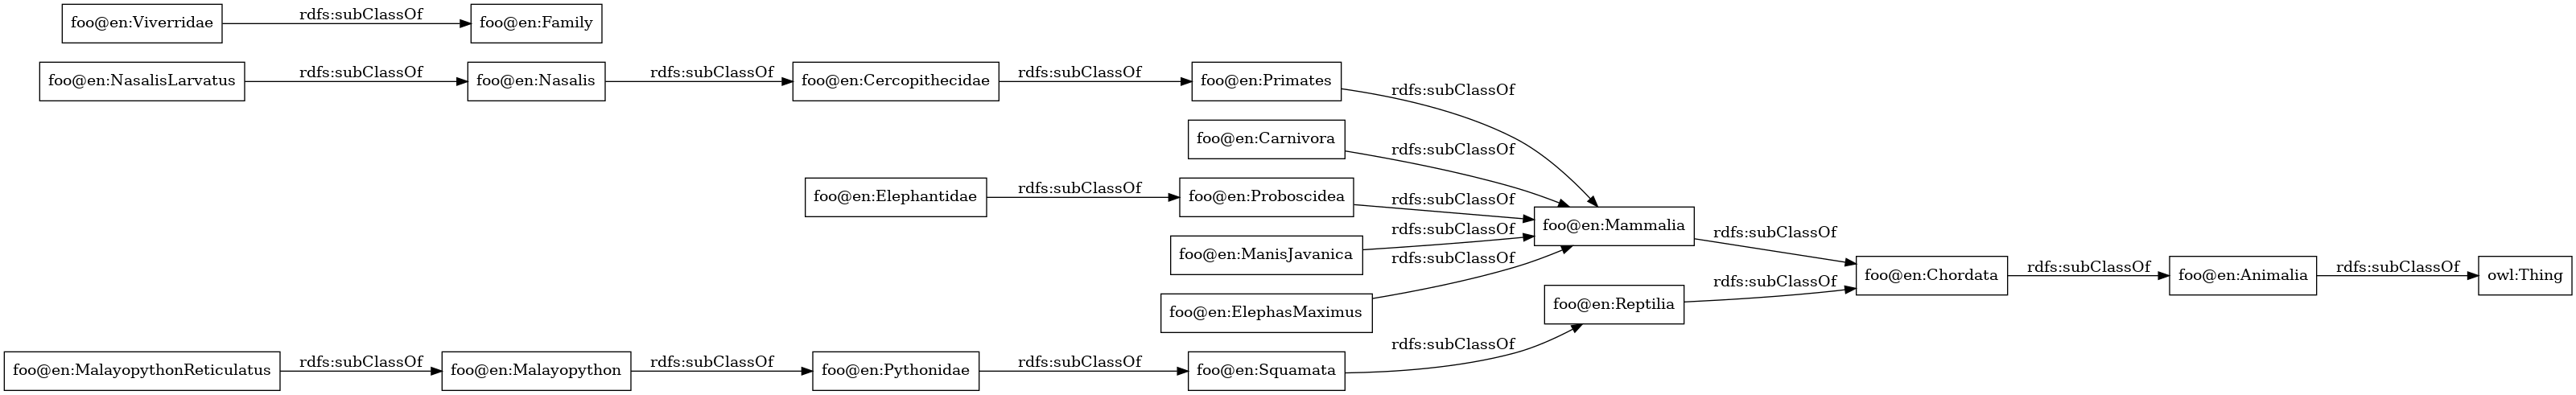 foo@en:Viverridae rdfs:subClassOf foo@en:Family
foo@en:NasalisLarvatus rdfs:subClassOf foo@en:Nasalis rdfs:subClassOf foo@en:Cercopithecidae rdfs:subClassOf foo@en:Primates rdfs:subClassOf
foo@en:Carnivora rdfs:subClassOf
foo@en:Elephantidae rdfs:subClassOf foo@en:Proboscidea rdfs:subClassOf
foo@en:Mammalia rdfs:subClassOf
foo@en:ManisJavanica rdfs:subClassOf
foo@en:ElephasMaximus rdfs:subClassOf
foo@en:Chordata rdfs:subClassOf foo@en:Animalia rdfs:subClassOf owl:Thing
foo@en:Reptilia rdfs:subClassOf
foo@en:MalayopythonReticulatus rdfs:subClassOf foo@en:Malayopython rdfs:subClassOf foo@en:Pythonidae rdfs:subClassOf foo@en:Squamata rdfs:subClassOf